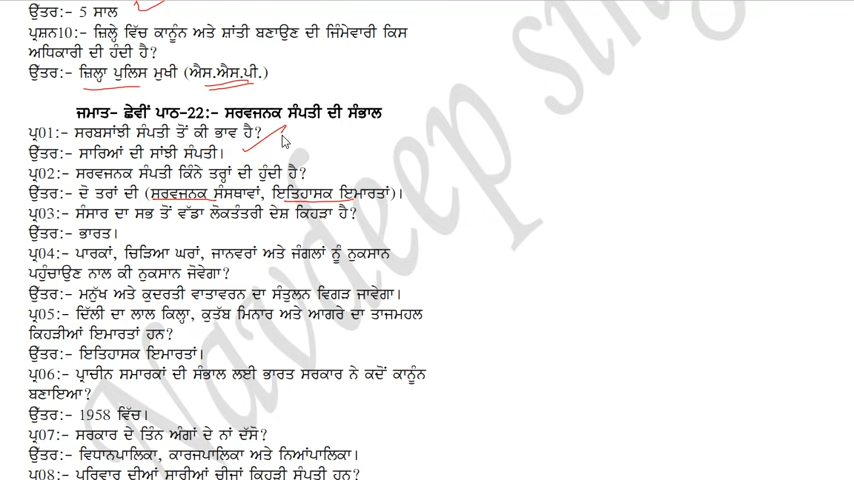 ਉੱਤਰ:- 5 ਸਾਲ
ਪ੍ਰਸ਼ਨ10:- ਜ਼ਿਲ੍ਹੇ ਵਿੱਚ ਕਾਨੂੰਨ ਅਤੇ ਸ਼ਾਂਤੀ ਬਣਾਉਣ ਦੀ ਜਿੰਮੇਵਾਰੀ ਕਿਸ
ਅਧਿਕਾਰੀ ਦੀ ਹੁੰਦੀ ਹੈ?
ਉੱਤਰ:- ਜ਼ਿਲ੍ਹਾ ਪੁਲਿਸ ਮੁਖੀ (ਐਸ.ਐਸ.ਪੀ.)
ਜਮਾਤ- ਛੇਵੀਂ ਪਾਠ-22:- ਸਰਵਜਨਕ ਸੰਪਤੀ ਦੀ ਸੰਭਾਲ
ਪ੍ਰ01:- ਸਰਬਸਾਂਝੀ ਸੰਪਤੀ ਤੋਂ ਕੀ ਭਾਵ ਹੈ?
ਉੱਤਰ:- ਸਾਰਿਆਂ ਦੀ ਸਾਂਝੀ ਸੰਪਤੀ।
ਪ੍ਰ02:- ਸਰਵਜਨਕ ਸੰਪਤੀ ਕਿੰਨੇ ਤਰ੍ਹਾਂ ਦੀ ਹੁੰਦੀ ਹੈ?
ਉੱਤਰ:- ਦੋ ਤਰਾਂ ਦੀ (ਸਰਵਜਨਕ ਸੰਸਥਾਵਾਂ, ਇਤਿਹਾਸਕ ਇਮਾਰਤਾਂ)।
ਪ੍ਰ03:- ਸੰਸਾਰ ਦਾ ਸਭ ਤੋਂ ਵੱਡਾ ਲੋਕਤੰਤਰੀ ਦੇਸ਼ ਕਿਹੜਾ ਹੈ?
ਉੱਤਰ:- ਭਾਰਤ।
ਪ੍ਰ04:- ਪਾਰਕਾਂ, ਚਿੜਿਆ ਘਰਾਂ, ਜਾਨਵਰਾਂ ਅਤੇ ਜੰਗਲਾਂ ਨੂੰ ਨੁਕਸਾਨ
ਪਹੁੰਚਾਉਣ ਨਾਲ ਕੀ ਨੁਕਸਾਨ ਜੋਵੇਗਾ?
ਉੱਤਰ:- ਮਨੁੱਖ ਅਤੇ ਕੁਦਰਤੀ ਵਾਤਾਵਰਨ ਦਾ ਸੰਤੁਲਨ ਵਿਗੜ ਜਾਵੇਗਾ।
ਪ੍ਰ05:- ਦਿੱਲੀ ਦਾ ਲਾਲ ਕਿਲ੍ਹਾ, ਕੁਤੱਬ ਮਿਨਾਰ ਅਤੇ ਆਗਰੇ ਦਾ ਤਾਜਮਹਲ
ਕਿਹੜੀਆਂ ਇਮਾਰਤਾਂ ਹਨ?
ਉੱਤਰ:- ਇਤਿਹਾਸਕ ਇਮਾਰਤਾਂ।
ਪ੍ਰ06:- ਪ੍ਰਾਚੀਨ ਸਮਾਰਕਾਂ ਦੀ ਸੰਭਾਲ ਲਈ ਭਾਰਤ ਸਰਕਾਰ ਨੇ ਕਦੋਂ ਕਾਨੂੰਨ
ਬਣਾਇਆ?
ਉੱਤਰ:- 1958 ਵਿੱਚ।
ਪ੍ਰ07:- ਸਰਕਾਰ ਦੇ ਤਿੰਨ ਅੰਗਾਂ ਦੇ ਨਾਂ ਦੱਸੋ?
ਉੱਤਰ:- ਵਿਧਾਨਪਾਲਿਕਾ, ਕਾਰਜਪਾਲਿਕਾ ਅਤੇ ਨਿਆਂਪਾਲਿਕਾ।
ਪ੍ਰ08:- ਪਰਿਵਾਰ ਦੀਆਂ ਸਾਰੀਆਂ ਚੀਜਾਂ ਕਿਹੜੀ ਸੰਪਤੀ ਹਨ?
Navdeep sing